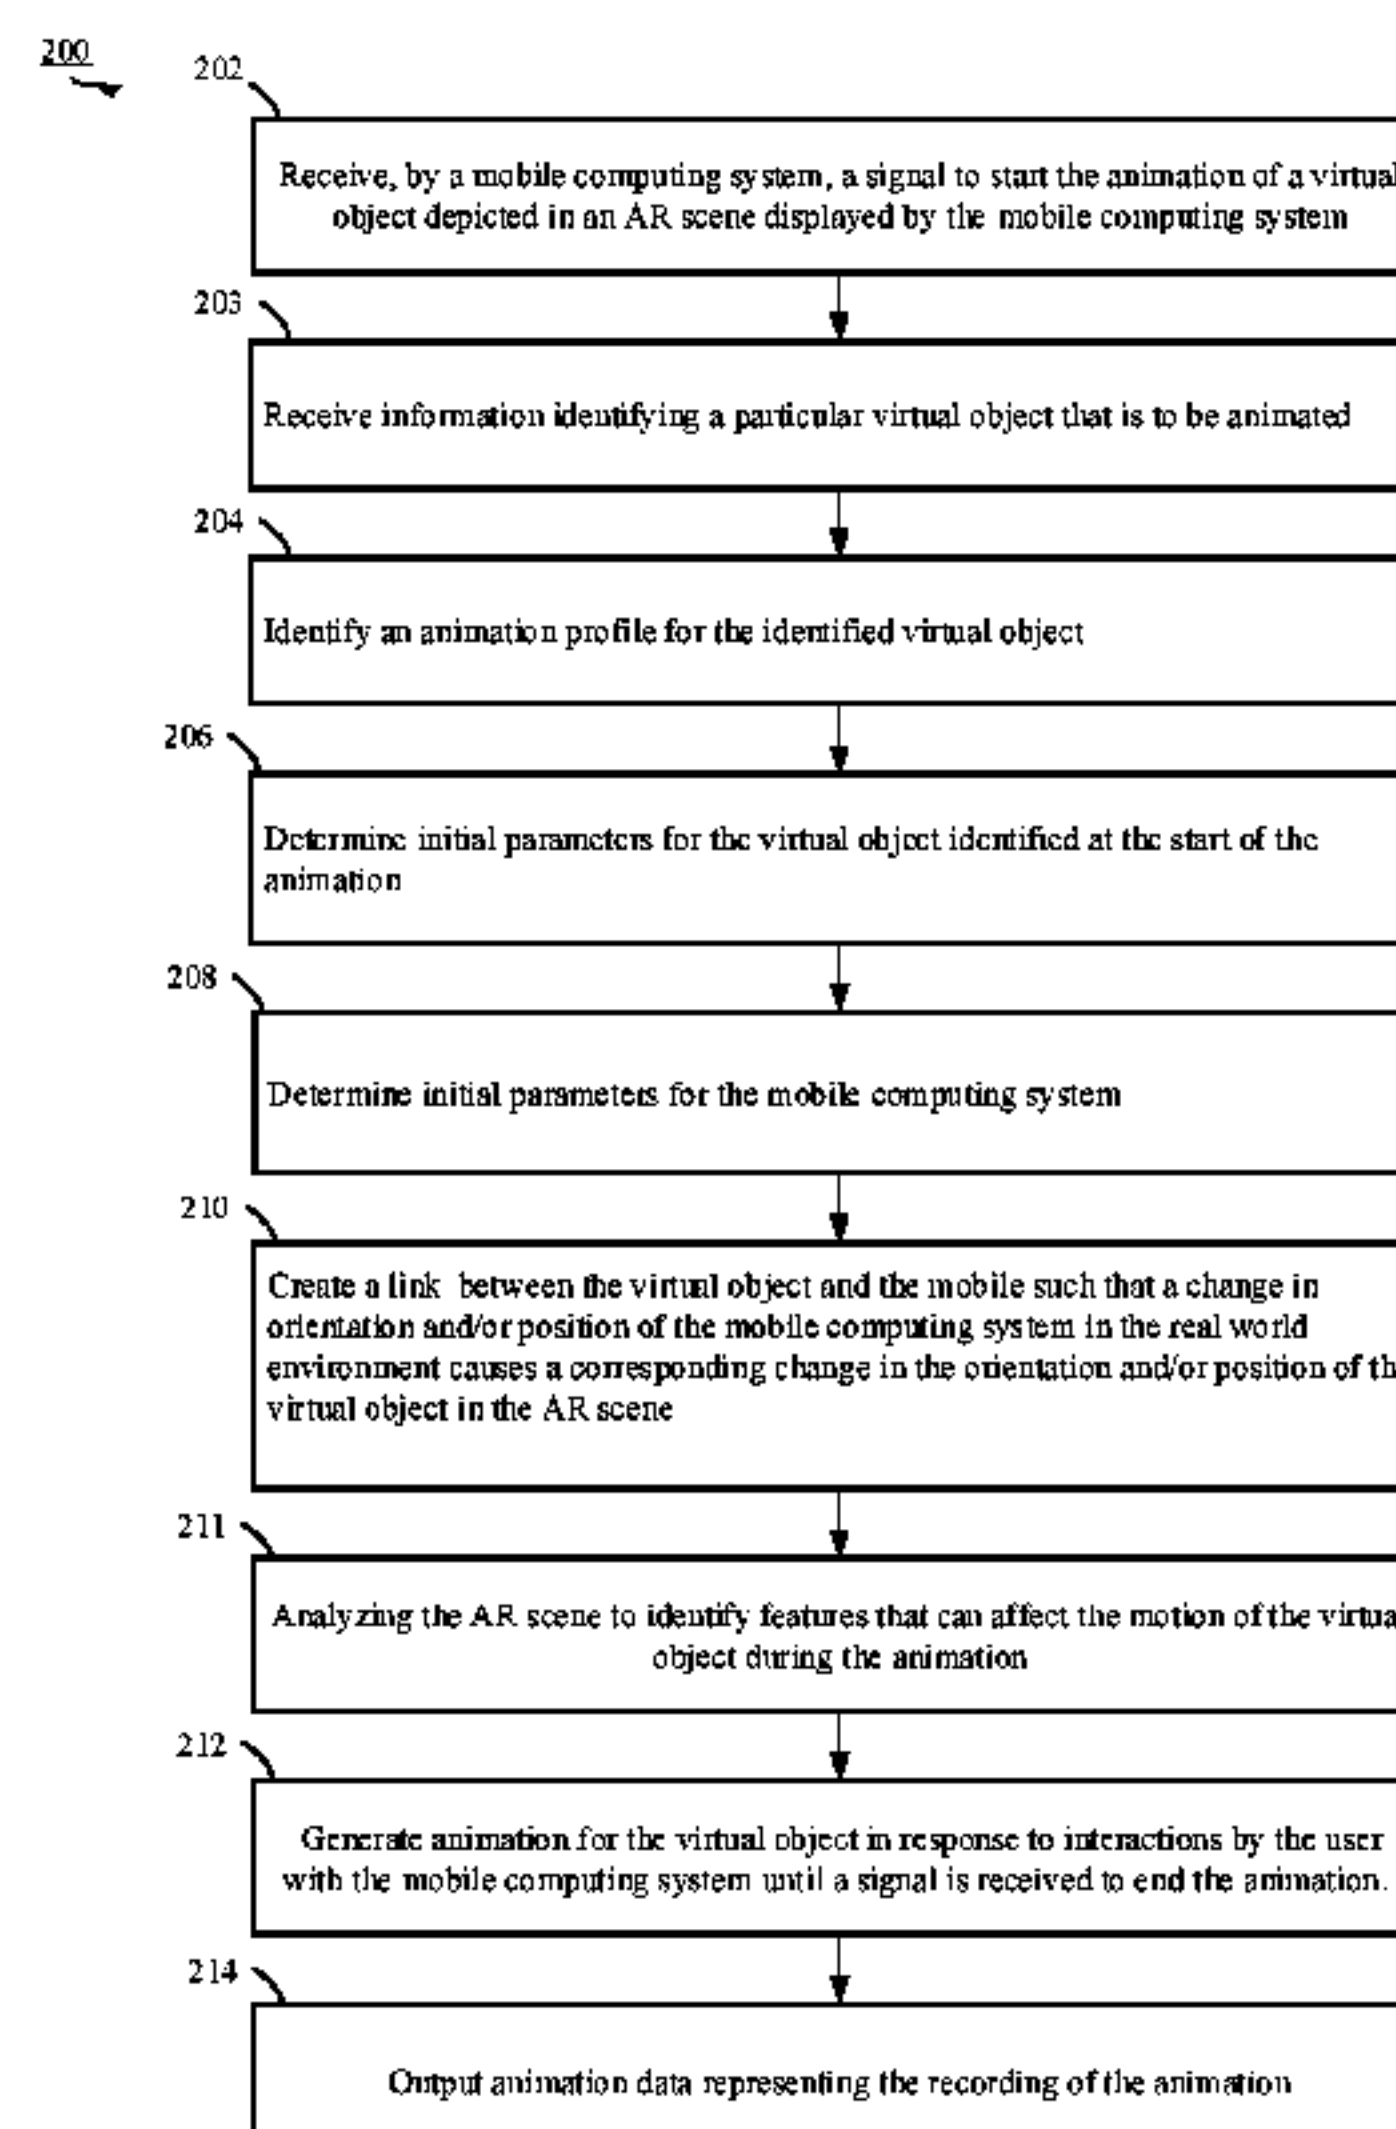 200
202
Receive, by a mobile computing system, a signal to start the animation of a virtual
object depicted in an AR scene displayed by the mobile computing system
203
Receive information identifying a particular virtual object that is to be animated
204
Identify an animation profile for the identified virtual object
206
Determine initial parameters for the virtual object identified at the start of the
animation
208
Determine initial parameters for the mobile computing system
210
Create a link between the virtual object and the mobile such that a change in
orientation and/or position of the mobile computing system in the real world
environment causes a corresponding change in the orientation and/or position of th
virtual object in the AR scene
211
Analyzing the AR scene to identify features that can affect the motion of the virtua
object during the animation
212
Generate animation for the virtual object in response to interactions by the user
with the mobile computing system until a signal is received to end the animation.
214
Output animation data representing the recording of the animation